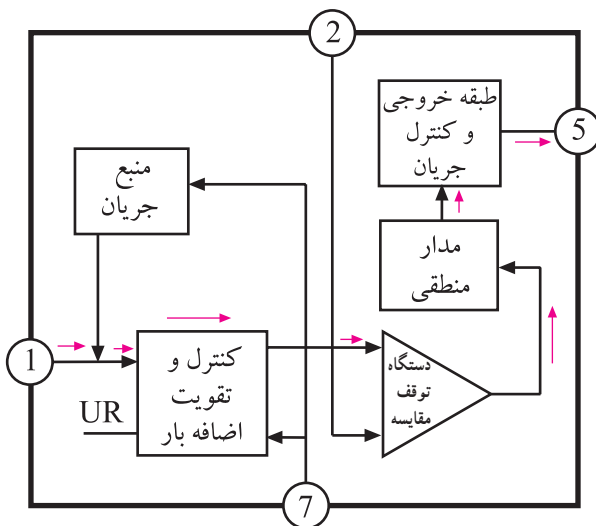 2
طبقه خروجی
و کنترل
جریان
5
منبع
جریان
مدار
منطقی
1
کنترل و
تقویت
اضافه بار
دستگاه
توقف
مقایسه
UR
7